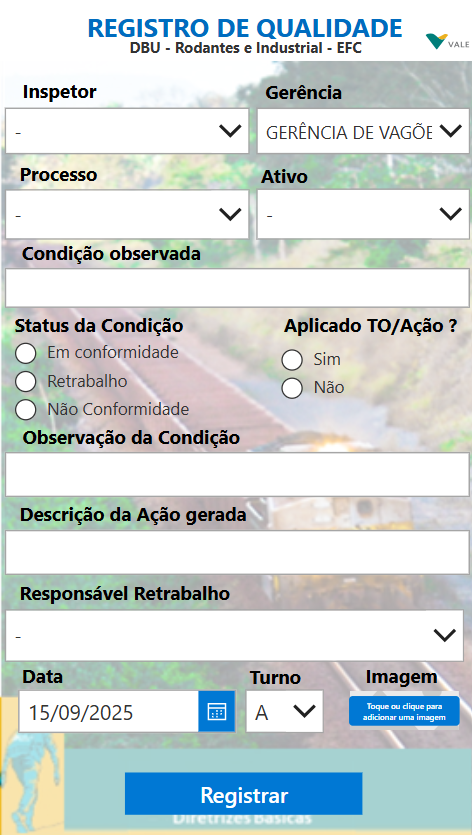 REGISTRO DE QUALIDADE
DBU - Rodantes e Industrial - EFC
VALE
Inspetor
Gerência
-
GERÊNCIA DE VAGÕE
Processo
Ativo
-
-
Condição observada
Status da Condição
Aplicado TO/Ação ?
Em conformidade
Sim
Retrabalho
Não
Não Conformidade
Observação da Condição
Descrição da Ação gerada
Responsável Retrabalho
-
Data
Turno
Imagem
15/09/2025
A
Toque ou clique para
adicionar uma imagem
Registrar
Diretrizes Básicas